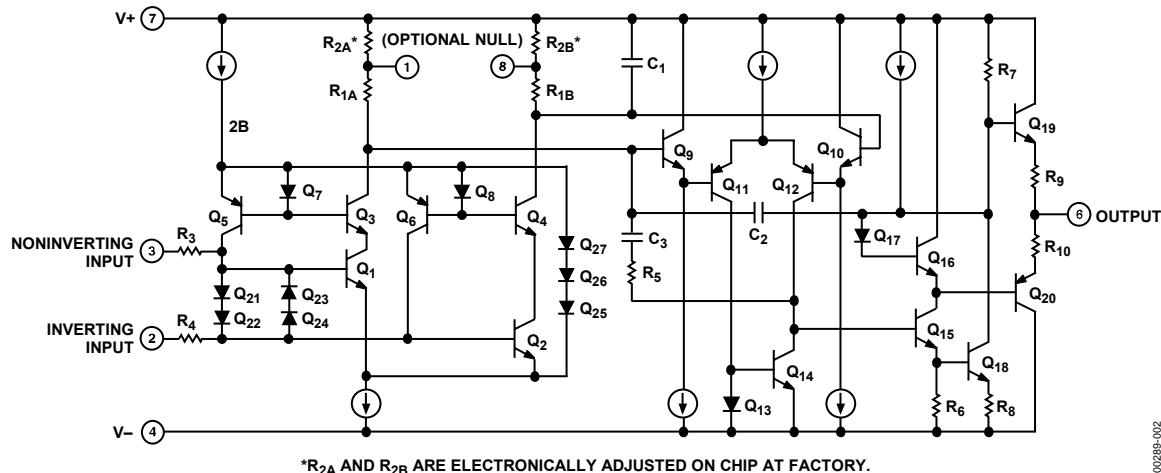 V+ 7
R2A*
(OPTIONAL NULL)
R2B*
1
8
R1A
R1B
C1
R7
2B
Q19
Q9
Q10
Q7
Q8
Q11
Q12
R9
Q5
Q3
Q6
Q4
6 OUTPUT
NONINVERTING
INPUT
3
R3
C2
Q27
C3
Q17
R10
Q1
Q26
R5
Q16
Q21
Q23
Q25
Q20
Q22
Q24
INVERTING
INPUT
2
R4
Q2
Q15
Q14
Q18
Q13
R6
R8
V– 4
*R2A AND R2B ARE ELECTRONICALLY ADJUSTED ON CHIP AT FACTORY.
00289-002